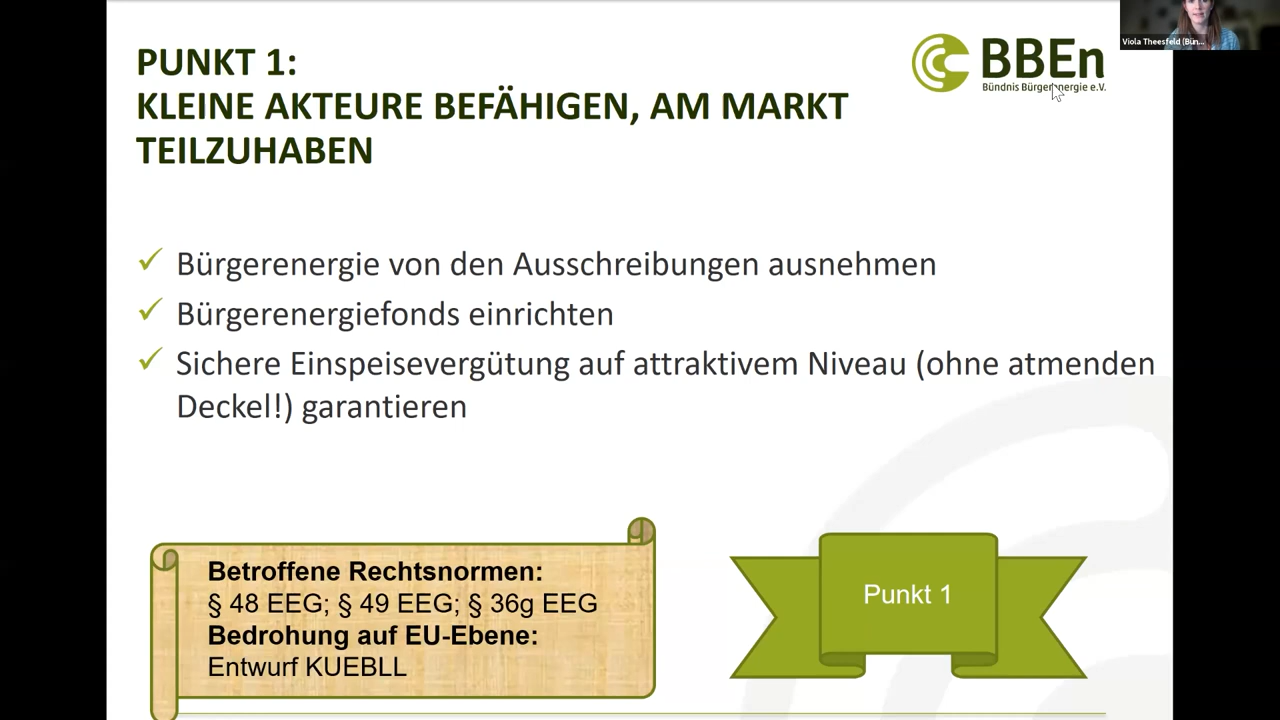 PUNKT 1:
KLEINE AKTEURE BEFÄHIGEN, AM MARKT
TEILZUHABEN
BBEn
Bündnis Bürgerenergie e.V.
Viola Theesfeld (Bün...
Bürgerenergie von den Ausschreibungen ausnehmen
Bürgerenergiefonds einrichten
Sichere Einspeisevergütung auf attraktivem Niveau (ohne atmenden
Deckel!) garantieren
Betroffene Rechtsnormen:
§ 48 EEG; § 49 EEG; § 36g EEG
Bedrohung auf EU-Ebene:
Entwurf KUEBLL
Punkt 1